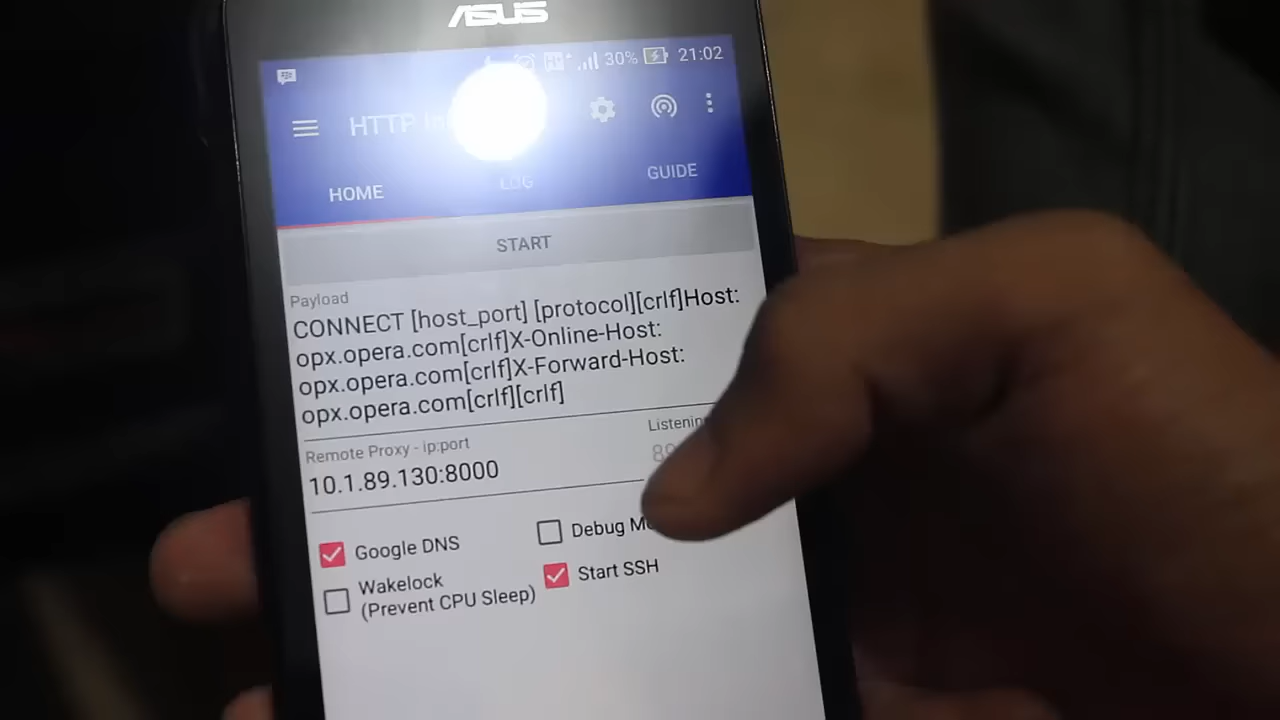 ASUS
30% 21:02
HTTP
HOME LOG GUIDE
START
Payload
CONNECT [host_port] [protocol][crlf]Host:
opx.opera.com[crlf]X-Online-Host:
opx.opera.com[crlf]X-Forward-Host:
opx.opera.com[crlf][crlf]
Remote Proxy - ip:port
10.1.89.130:8000
Google DNS
Debug
Wakelock
(Prevent CPU Sleep)
Start SSH